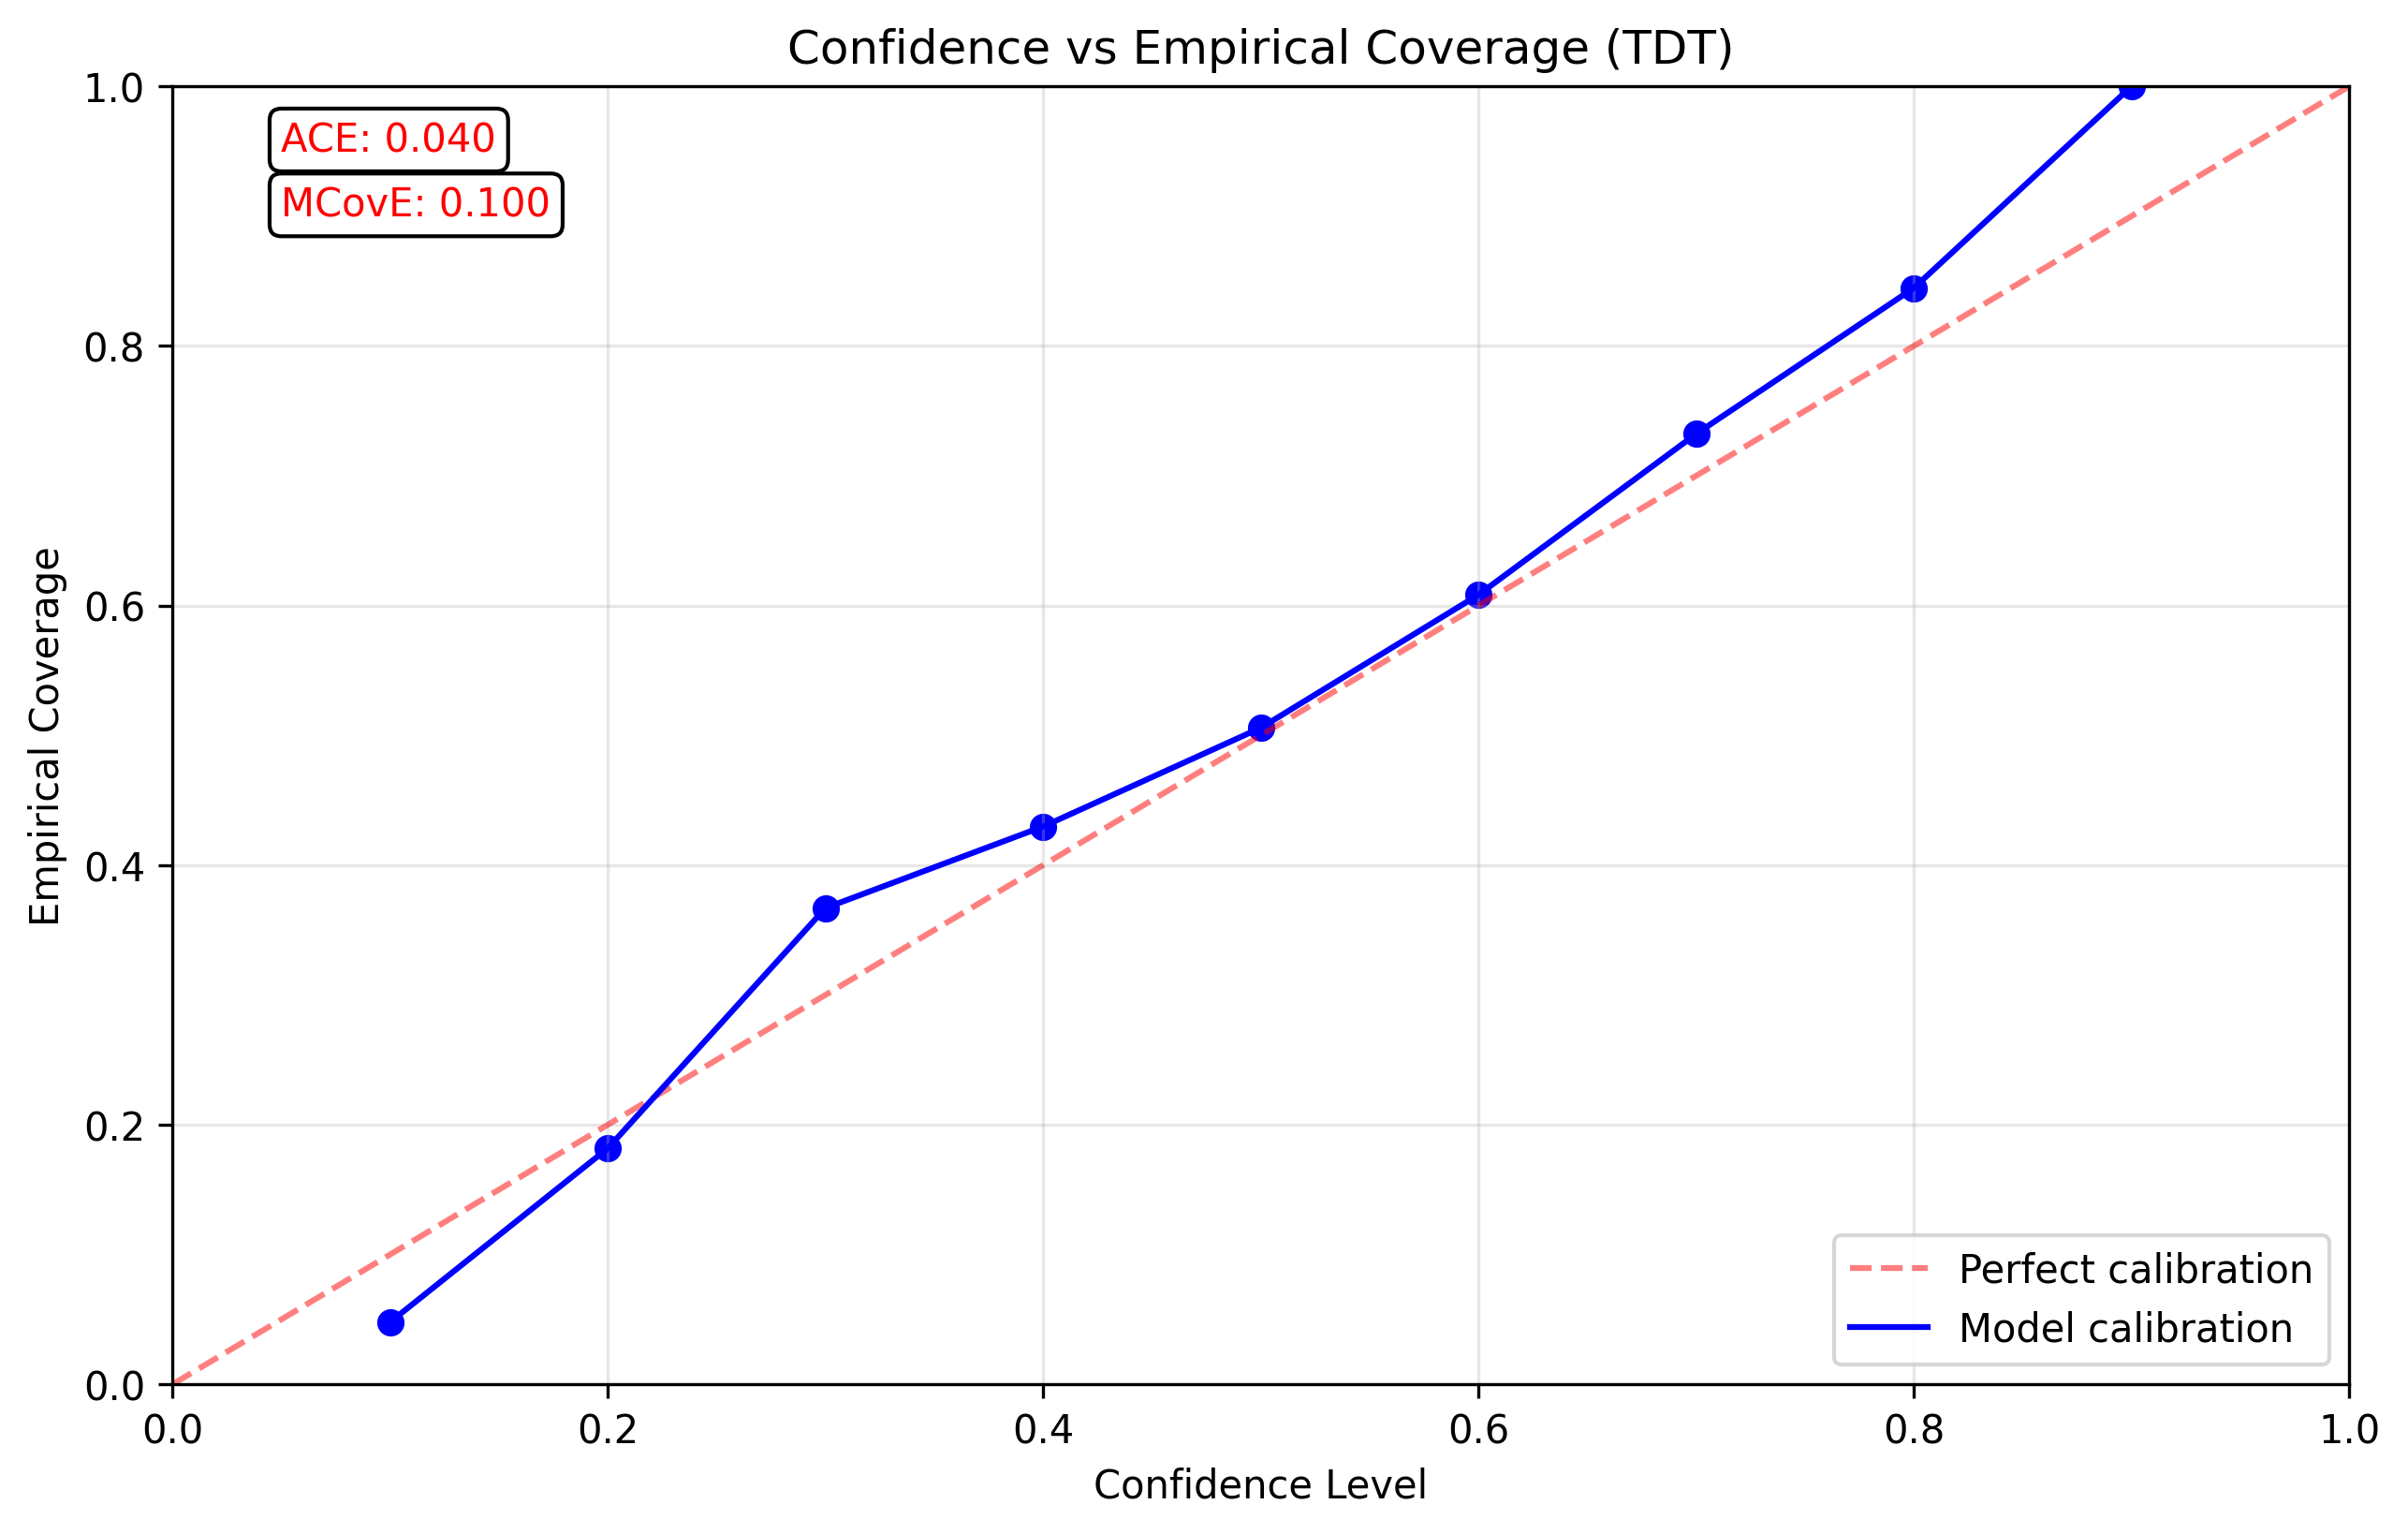 Confidence vs Empirical Coverage (TDT)
ACE: 0.040
MCovE: 0.100
1.0
0.8
0.6
0.4
0.2
0.0
Empirical Coverage
0.0 0.2 0.4 0.6 0.8 1.0
Confidence Level
Perfect calibration
Model calibration